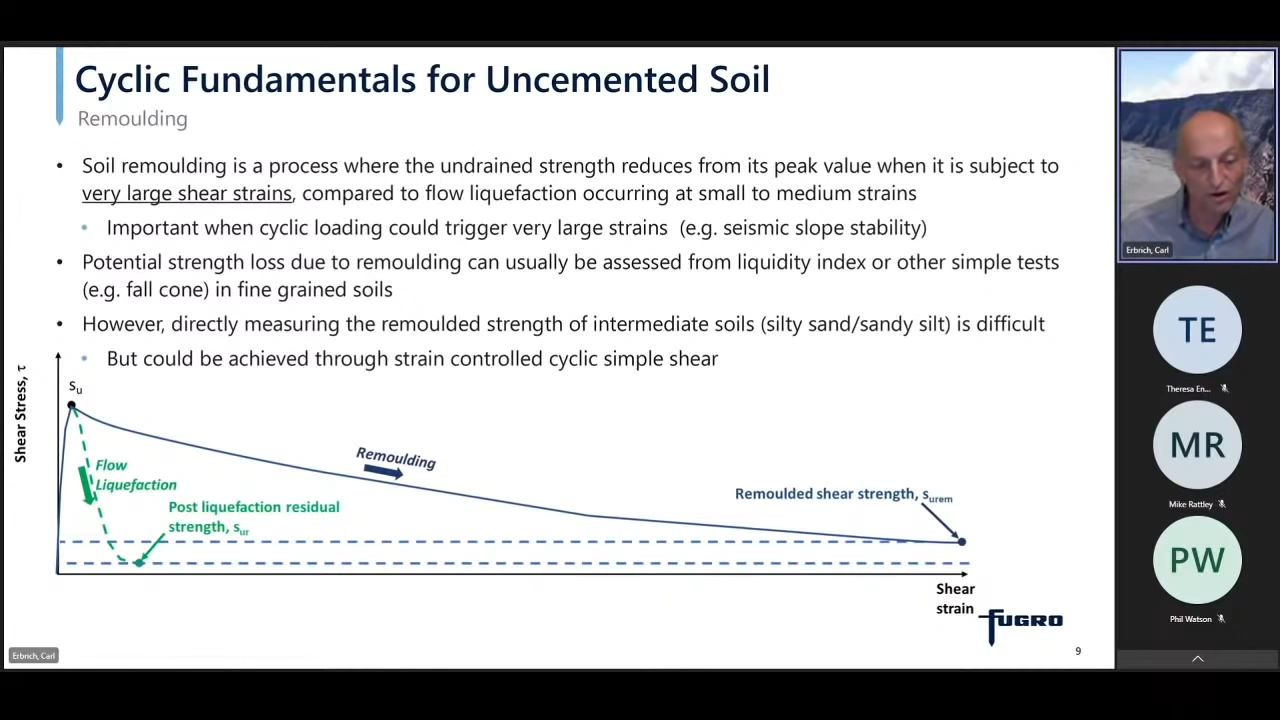 Cyclic Fundamentals for Uncemented Soil
Remoulding
• Soil remoulding is a process where the undrained strength reduces from its peak value when it is subject to
very large shear strains, compared to flow liquefaction occurring at small to medium strains
• Important when cyclic loading could trigger very large strains (e.g. seismic slope stability)
• Potential strength loss due to remoulding can usually be assessed from liquidity index or other simple tests
(e.g. fall cone) in fine grained soils
• However, directly measuring the remoulded strength of intermediate soils (silty sand/sandy silt) is difficult
• But could be achieved through strain controlled cyclic simple shear
Shear Stress, τ
su
Flow
Liquefaction
Remoulding
Post liquefaction residual
strength, sur
Remoulded shear strength, surem
Shear
strain
FUGRO
9
Erbrich, Carl
Erbrich, Carl
TE
Theresa En...
MR
Mike Rattley
PW
Phil Watson